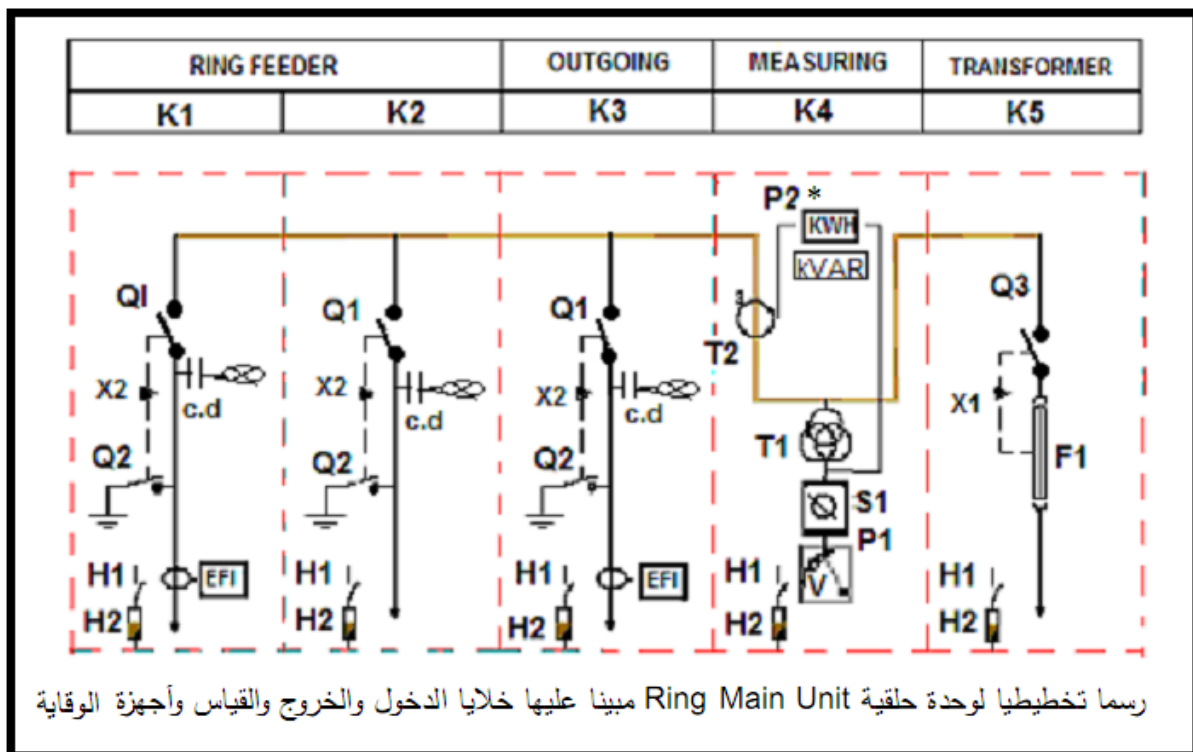 RING FEEDER OUTGOING MEASURING TRANSFORMER
K1 K2 K3 K4 K5
P2 *
KWH
kVAR
QI Q1 Q1 Q3
T2
X2 X2 X2 X1
c.d c.d c.d
T1 F1
Q2 Q2 Q2
S1
P1
H1 EFI H1 H1 EFI H1 V H1
H2 H2 H2 H2 H2
رسما تخطيطيا لوحدة حلقية Ring Main Unit مبينا عليها خلايا الدخول والخروج والقياس وأجهزة الوقاية